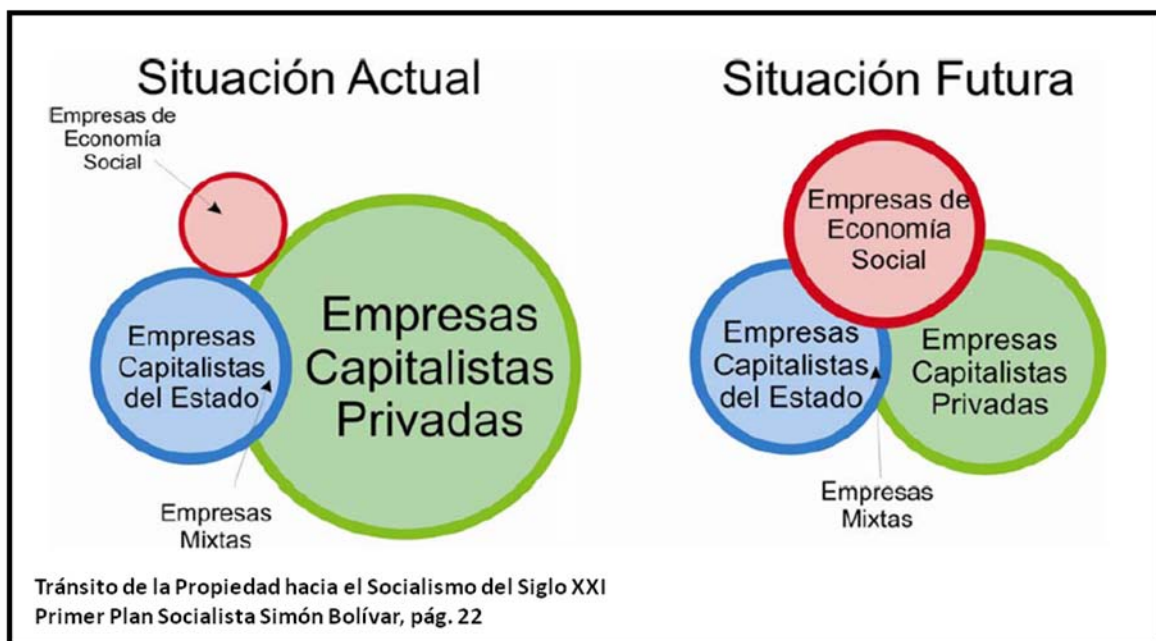 Situación Actual
Empresas de
Economía
Social
Empresas
Capitalistas
del Estado
Empresas
Capitalistas
Privadas
Empresas
Mixtas
Situación Futura
Empresas de
Economía
Social
Empresas
Capitalistas
del Estado
Empresas
Capitalistas
Privadas
Empresas
Mixtas
Tránsito de la Propiedad hacia el Socialismo del Siglo XXI
Primer Plan Socialista Simón Bolívar, pág. 22